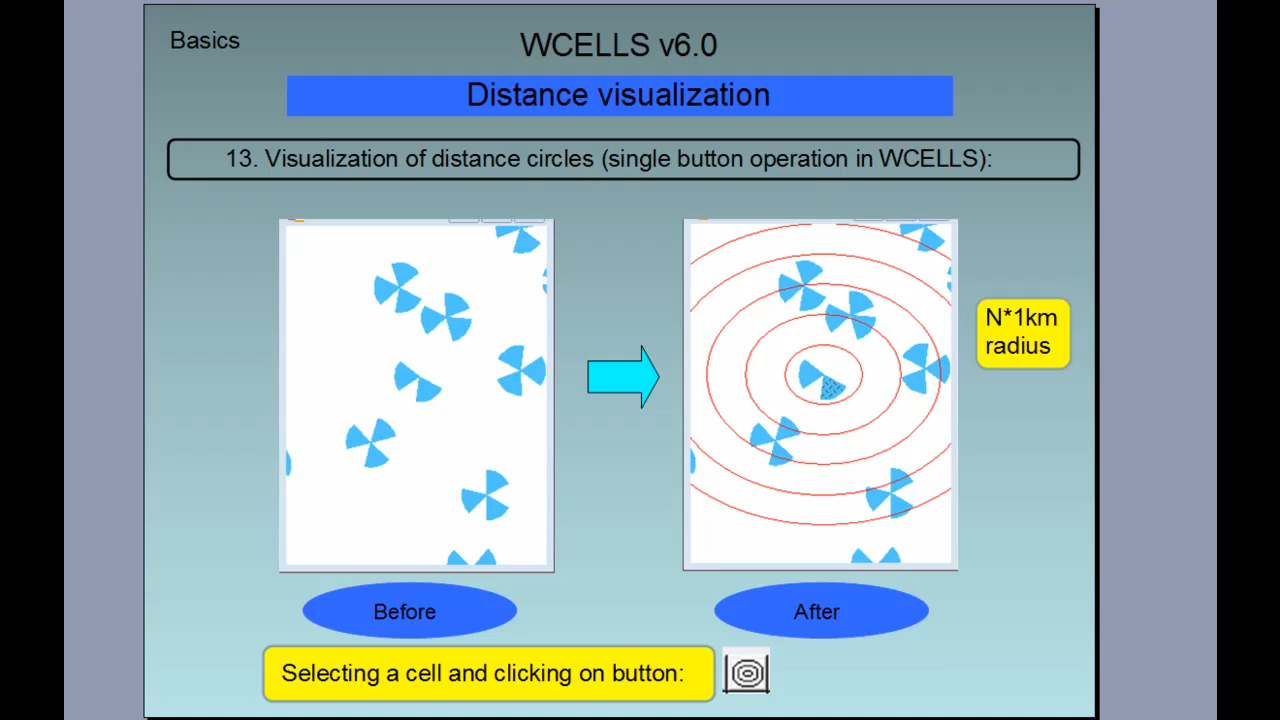 Basics
WCELLS v6.0
Distance visualization
13. Visualization of distance circles (single button operation in WCELLS):
N*1km
radius
Before
After
Selecting a cell and clicking on button: